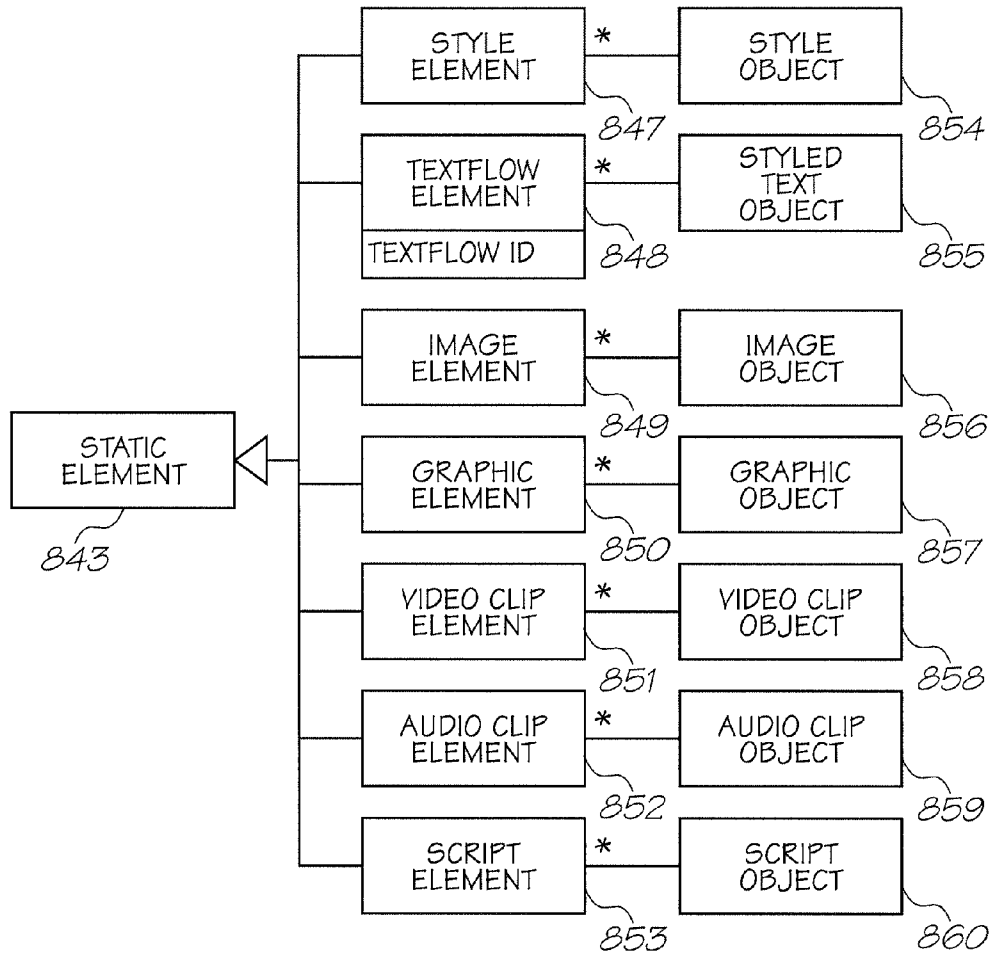 STYLE
ELEMENT
*
STYLE
OBJECT
847
854
TEXTFLOW
ELEMENT
*
STYLED
TEXT
OBJECT
TEXTFLOW ID
848
855
IMAGE
ELEMENT
*
IMAGE
OBJECT
849
856
STATIC
ELEMENT
843
GRAPHIC
ELEMENT
*
GRAPHIC
OBJECT
850
857
VIDEO CLIP
ELEMENT
*
VIDEO CLIP
OBJECT
851
858
AUDIO CLIP
ELEMENT
*
AUDIO CLIP
OBJECT
852
859
SCRIPT
ELEMENT
*
SCRIPT
OBJECT
853
860